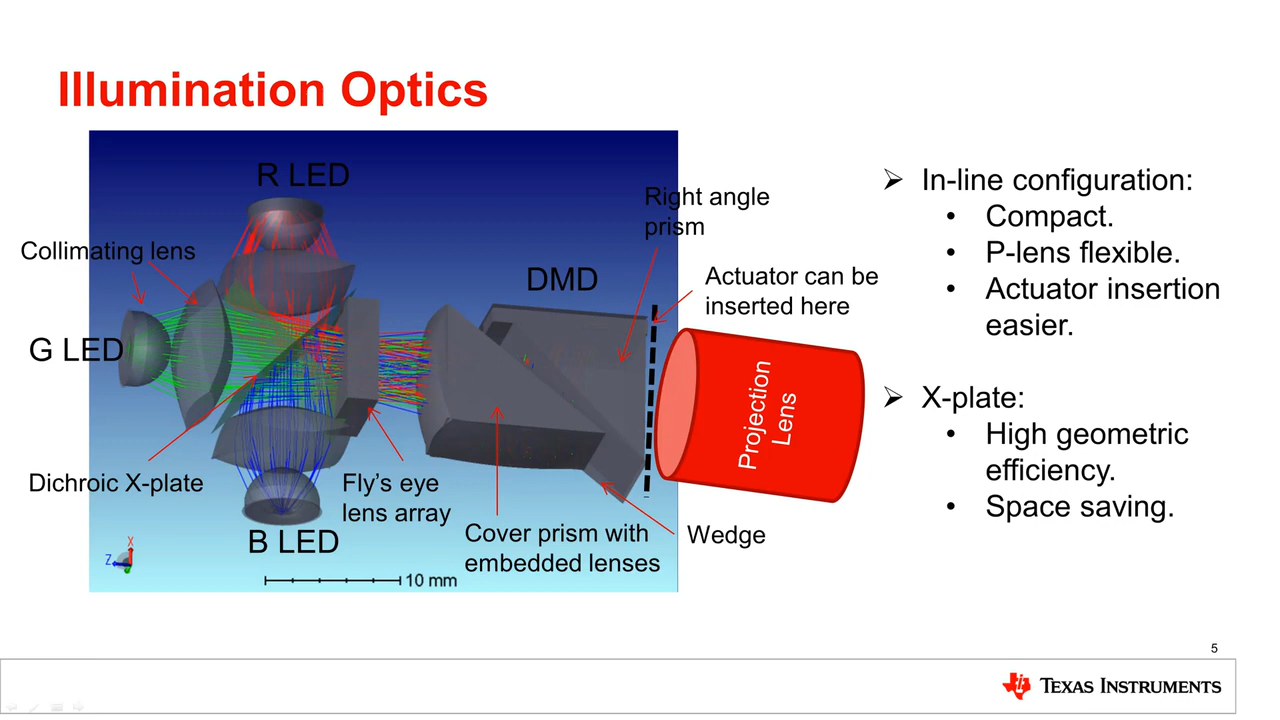 Illumination Optics
R LED
Collimating lens
G LED
Dichroic X-plate
B LED
Fly's eye
lens array
Cover prism with
embedded lenses
Wedge
DMD
Right angle
prism
Actuator can be
inserted here
Projection
Lens
X
Z
10 mm
➢ In-line configuration:
• Compact.
• P-lens flexible.
• Actuator insertion
easier.
➢ X-plate:
• High geometric
efficiency.
• Space saving.
5
TEXAS INSTRUMENTS